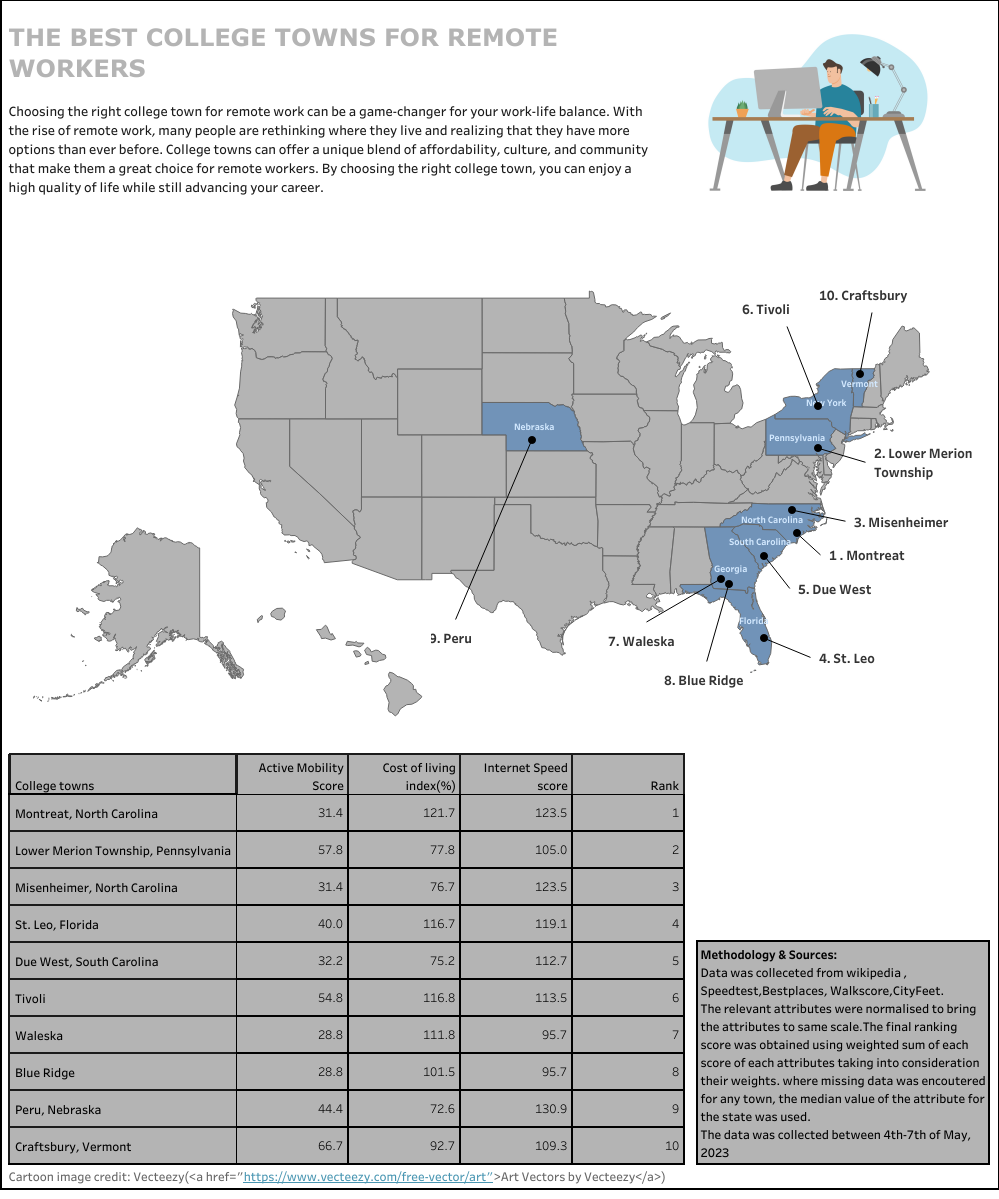 THE BEST COLLEGE TOWNS FOR REMOTE
WORKERS
Choosing the right college town for remote work can be a game-changer for your work-life balance. With
the rise of remote work, many people are rethinking where they live and realizing that they have more
options than ever before. College towns can offer a unique blend of affordability, culture, and community
that make them a great choice for remote workers. By choosing the right college town, you can enjoy a
high quality of life while still advancing your career.
10. Craftsbury
6. Tivoli
Vermont
New York
Nebraska
Pennsylvania
2. Lower Merion
Township
North Carolina
3. Misenheimer
South Carolina
1 . Montreat
Georgia
5. Due West
Florida
9. Peru
7. Waleska
4. St. Leo
8. Blue Ridge
College towns Active Mobility Score Cost of living index(%) Internet Speed score Rank
Montreat, North Carolina 31.4 121.7 123.5 1
Lower Merion Township, Pennsylvania 57.8 77.8 105.0 2
Misenheimer, North Carolina 31.4 76.7 123.5 3
St. Leo, Florida 40.0 116.7 119.1 4
Due West, South Carolina 32.2 75.2 112.7 5
Tivoli 54.8 116.8 113.5 6
Waleska 28.8 111.8 95.7 7
Blue Ridge 28.8 101.5 95.7 8
Peru, Nebraska 44.4 72.6 130.9 9
Craftsbury, Vermont 66.7 92.7 109.3 10
Methodology & Sources:
Data was colleceted from wikipedia ,
Speedtest,Bestplaces, Walkscore,CityFeet.
The relevant attributes were normalised to bring
the attributes to same scale.The final ranking
score was obtained using weighted sum of each
score of each attributes taking into consideration
their weights. where missing data was encoutered
for any town, the median value of the attribute for
the state was used.
The data was collected between 4th-7th of May,
2023
Cartoon image credit: Vecteezy(<a href="https://www.vecteezy.com/free-vector/art">Art Vectors by Vecteezy</a>)